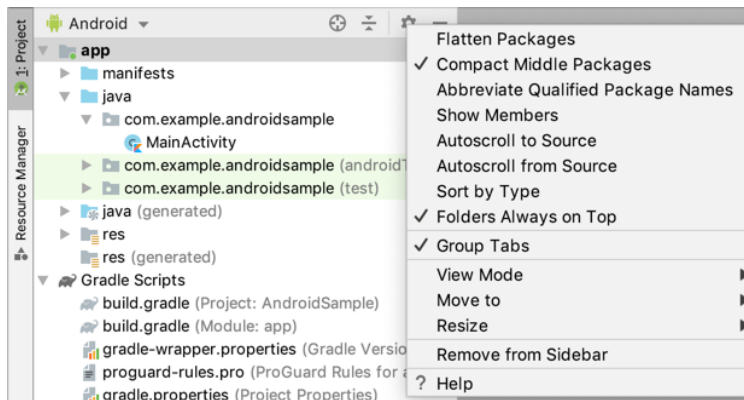 1: Project
Resource Manager
Android
app
manifests
java
com.example.androidsample
MainActivity
com.example.androidsample (androidT
com.example.androidsample (test)
java (generated)
res
res (generated)
Gradle Scripts
build.gradle (Project: AndroidSample)
build.gradle (Module: app)
gradle-wrapper.properties (Gradle Versio
proguard-rules.pro (ProGuard Rules for a
gradle.properties (Project Properties)
Flatten Packages
Compact Middle Packages
Abbreviate Qualified Package Names
Show Members
Autoscroll to Source
Autoscroll from Source
Sort by Type
Folders Always on Top
Group Tabs
View Mode
Move to
Resize
Remove from Sidebar
? Help